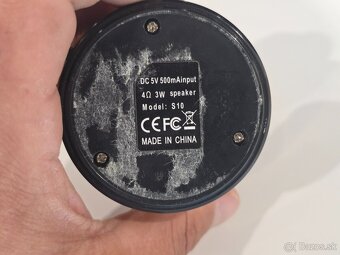 DC 5V 500mAinput
4Ω 3W speaker
Model: S10
CE FC
MADE IN CHINA
Bazos.sk